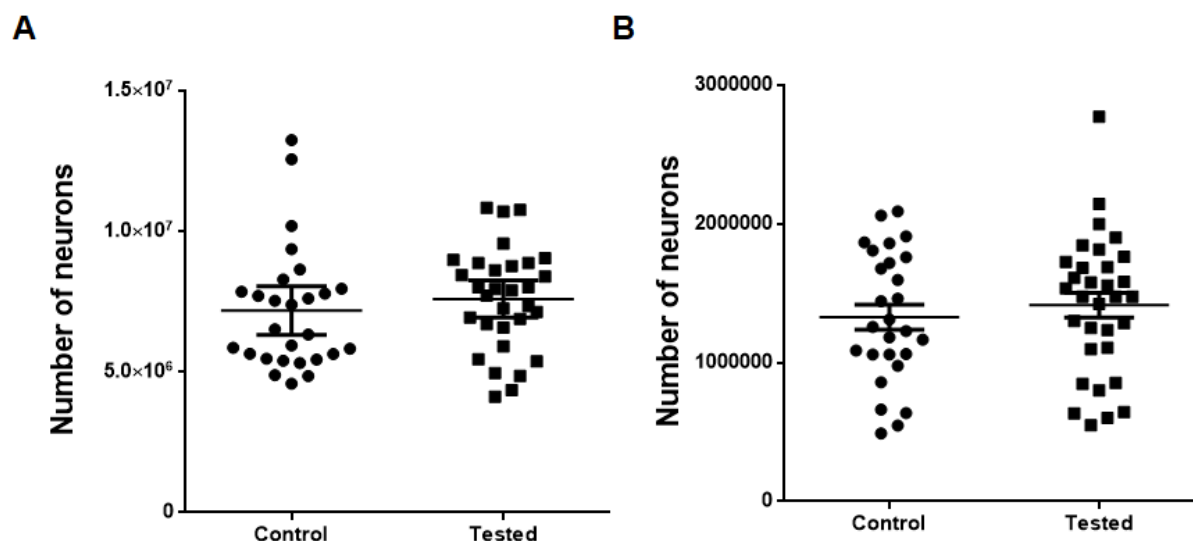 A
Number of neurons
1.5×10⁷
1.0×10⁷
5.0×10⁶
0
Control
Tested
B
Number of neurons
3000000
2000000
1000000
0
Control
Tested